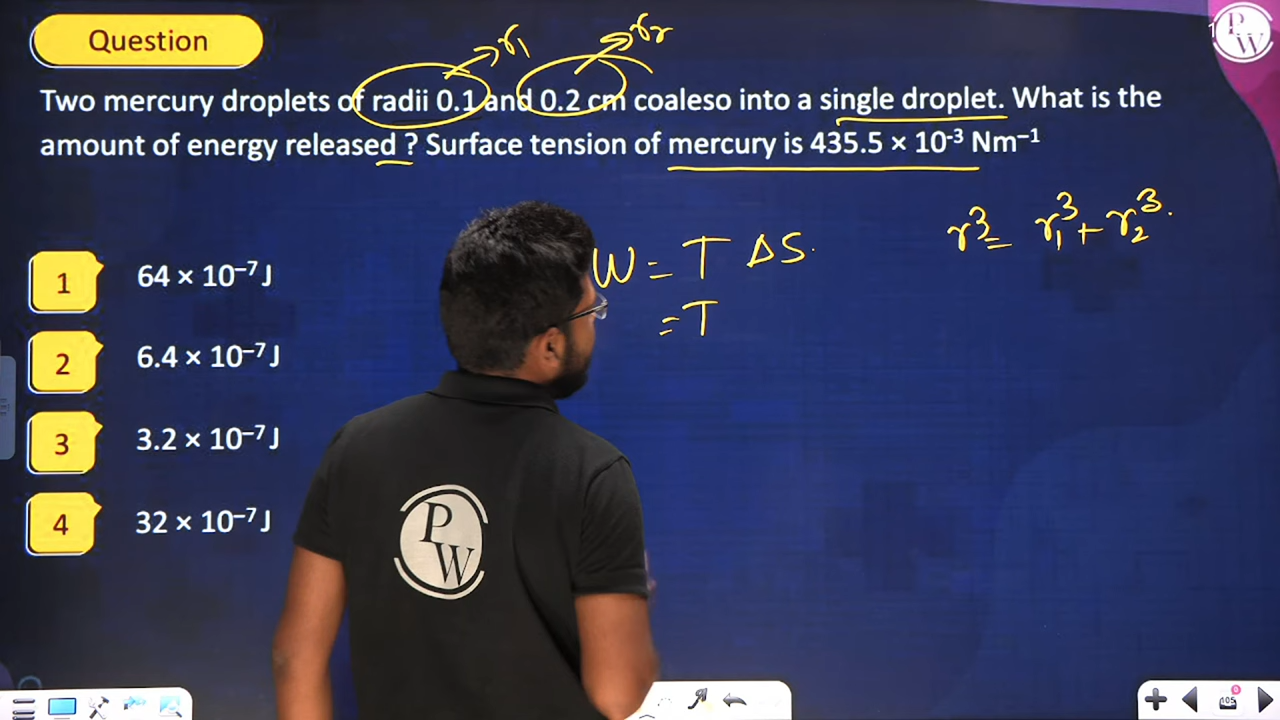 Question
r₁
r₂
Two mercury droplets of radii 0.1 and 0.2 cm coaleso into a single droplet. What is the
amount of energy released ? Surface tension of mercury is 435.5 × 10⁻³ Nm⁻¹
r³ = r₁³ + r₂³.
W = T ΔS.
= T
1 64 × 10⁻⁷ J
2 6.4 × 10⁻⁷ J
3 3.2 × 10⁻⁷ J
4 32 × 10⁻⁷ J
PW
PW
105